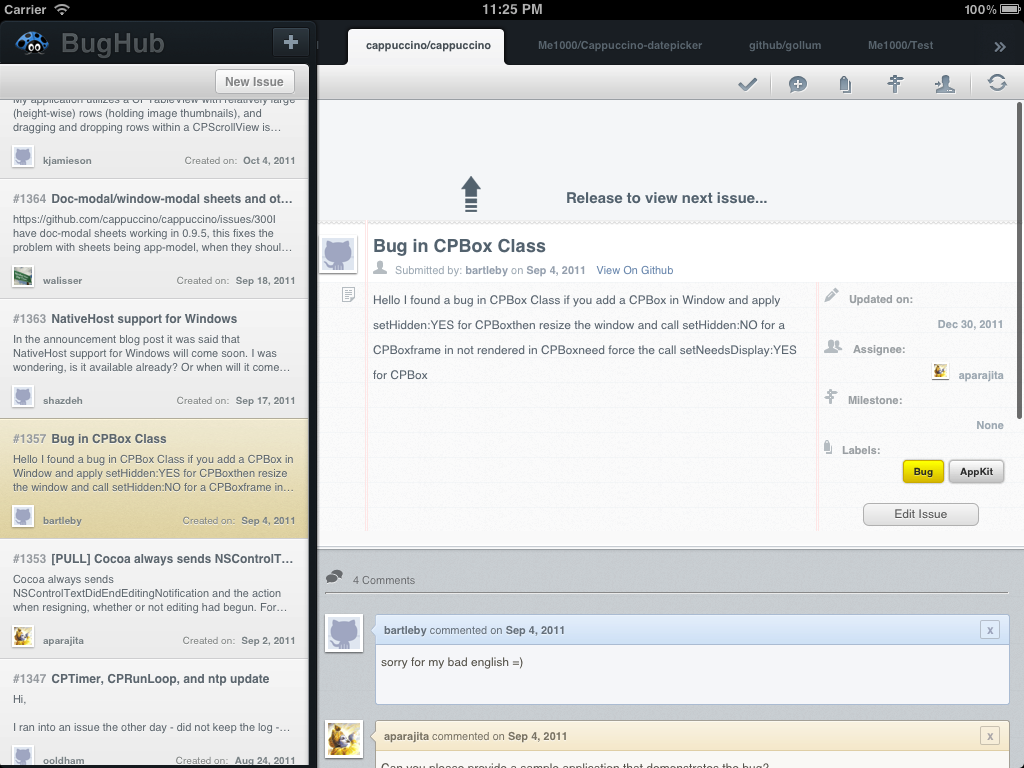 Carrier
11:25 PM
100%
BugHub
+
cappuccino/cappuccino
Me1000/Cappuccino-datepicker
github/gollum
Me1000/Test
»
New Issue
My application utilizes a CPTableView with relatively large
(height-wise) rows (holding image thumbnails), and
dragging and dropping rows within a CPScrollView is...
kjamieson
Created on: Oct 4, 2011
#1364 Doc-modal/window-modal sheets and ot...
https://github.com/cappuccino/cappuccino/issues/300I
have doc-modal sheets working in 0.9.5, this fixes the
problem with sheets being app-model, when they shoul...
walisser
Created on: Sep 18, 2011
#1363 NativeHost support for Windows
In the announcement blog post it was said that
NativeHost support for Windows will come soon. I was
wondering, is it available already? Or when will it come...
shazdeh
Created on: Sep 17, 2011
#1357 Bug in CPBox Class
Hello I found a bug in CPBox Class if you add a CPBox in
Window and apply setHidden:YES for CPBoxthen resize
the window and call setHidden:NO for a CPBoxframe in...
bartleby
Created on: Sep 4, 2011
#1353 [PULL] Cocoa always sends NSControlT...
Cocoa always sends
NSControlTextDidEndEditingNotification and the action
when resigning, whether or not editing had begun. For...
aparajita
Created on: Sep 2, 2011
#1347 CPTimer, CPRunLoop, and ntp update
Hi,
I ran into an issue the other day - did not keep the log -...
ooldham
Created on: Aug 24, 2011
Release to view next issue...
Bug in CPBox Class
Submitted by: bartleby on Sep 4, 2011 View On Github
Hello I found a bug in CPBox Class if you add a CPBox in Window and apply
setHidden:YES for CPBoxthen resize the window and call setHidden:NO for a
CPBoxframe in not rendered in CPBoxneed force the call setNeedsDisplay:YES
for CPBox
Updated on:
Dec 30, 2011
Assignee:
aparajita
Milestone:
None
Labels:
Bug
AppKit
Edit Issue
4 Comments
bartleby commented on Sep 4, 2011
x
sorry for my bad english =)
aparajita commented on Sep 4, 2011
x
Can you please provide a sample application that demonstrates the bug?